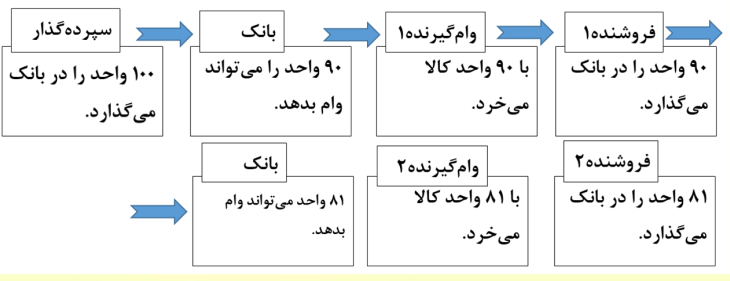 سپرده‌گذار
۱۰۰ واحد را در بانک
می‌گذارد.
بانک
۹۰ واحد را می‌تواند
وام بدهد.
وام‌گیرنده۱
با ۹۰ واحد کالا
می‌خرد.
فروشنده۱
۹۰ واحد را در بانک
می‌گذارد.
بانک
۸۱ واحد می‌تواند وام
بدهد.
وام‌گیرنده۲
با ۸۱ واحد کالا
می‌خرد.
فروشنده۲
۸۱ واحد را در بانک
می‌گذارد.